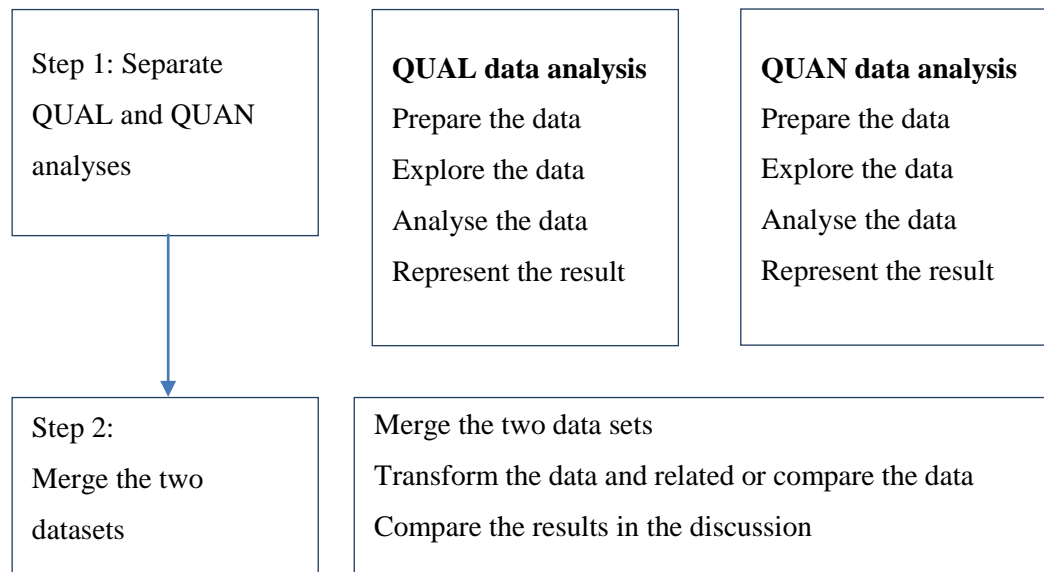 Step 1: Separate
QUAL and QUAN
analyses
QUAL data analysis
Prepare the data
Explore the data
Analyse the data
Represent the result
QUAN data analysis
Prepare the data
Explore the data
Analyse the data
Represent the result
Step 2:
Merge the two
datasets
Merge the two data sets
Transform the data and related or compare the data
Compare the results in the discussion